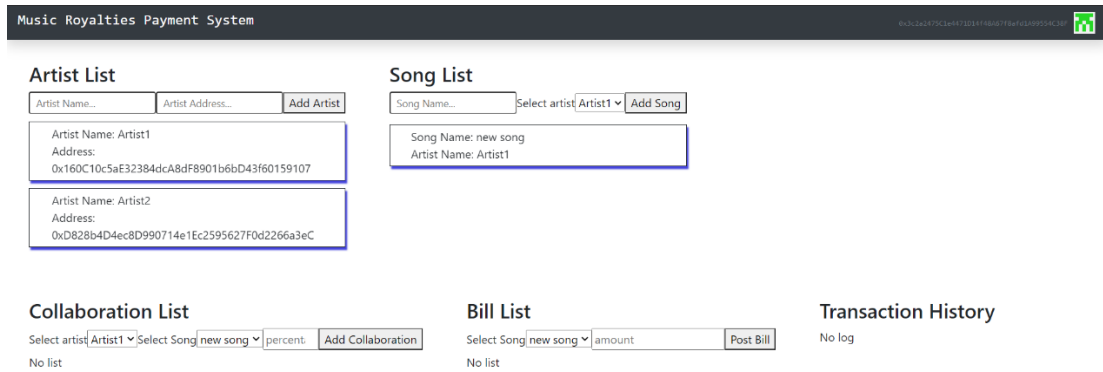 Music Royalties Payment System
Artist List
Artist Name... Artist Address... Add Artist
Artist Name: Artist1
Address:
0x160C10c5aE32384dcA8dF8901b6bD43f60159107
Artist Name: Artist2
Address:
0xD828b4D4ec8D990714e1Ec2595627F0d2266a3eC
Song List
Song Name... Select artist Artist1 Add Song
Song Name: new song
Artist Name: Artist1
Collaboration List
Select artist Artist1 Select Song new song percent. Add Collaboration
No list
Bill List
Select Song new song amount Post Bill
No list
Transaction History
No log